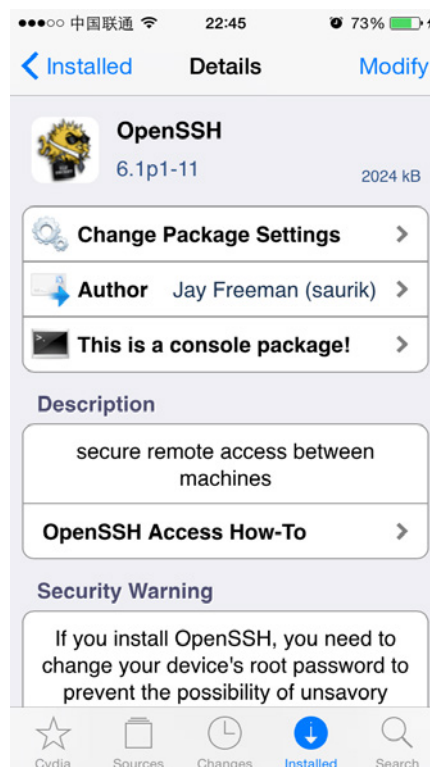 中国联通 22:45 73%
Installed Details Modify
OpenSSH
6.1p1-11 2024 kB
Change Package Settings
Author Jay Freeman (saurik)
This is a console package!
Description
secure remote access between
machines
OpenSSH Access How-To
Security Warning
If you install OpenSSH, you need to
change your device's root password to
prevent the possibility of unsavory
Cydia Sources Changes Installed Search